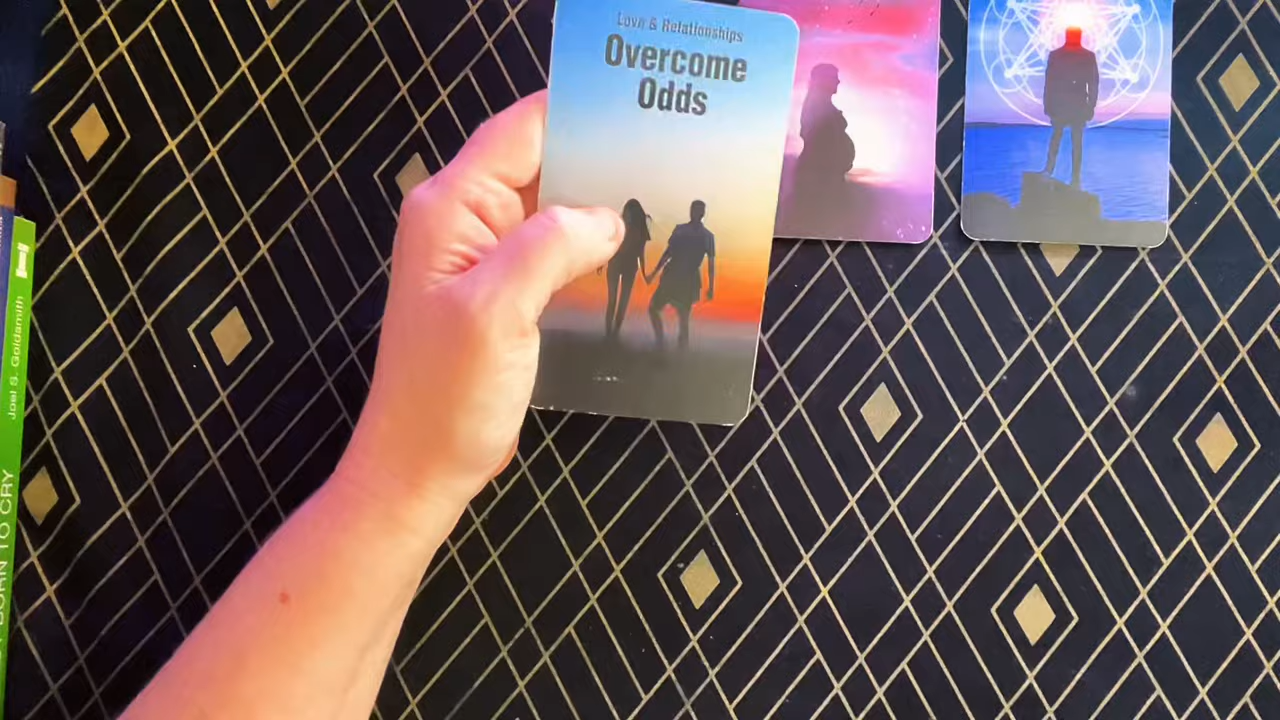 Love & Relationships
Overcome
Odds
Joel S. Goldsmith
BORN TO CRY